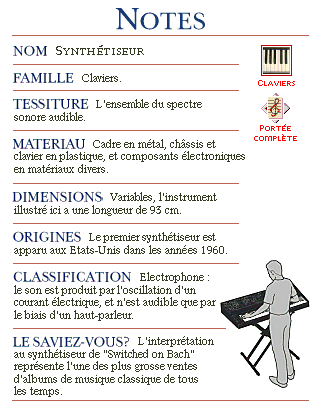 NOTES
NOM SYNTHÉTISEUR
FAMILLE Claviers.
CLAVIERS
TESSITURE L'ensemble du spectre
sonore audible.
PORTÉE
COMPLÈTE
MATERIAU Cadre en métal, châssis et
clavier en plastique, et composants électroniques
en matériaux divers.
DIMENSIONS Variables, l'instrument
illustré ici a une longueur de 93 cm.
ORIGINES Le premier synthétiseur est
apparu aux Etats-Unis dans les années 1960.
CLASSIFICATION Electrophone :
le son est produit par l'oscillation d'un
courant électrique, et n'est audible que par
le biais d'un haut-parleur.
LE SAVIEZ-VOUS? L'interprétation
au synthétiseur de "Switched on Bach"
représente l'une des plus grosse ventes
d'albums de musique classique de tous
les temps.